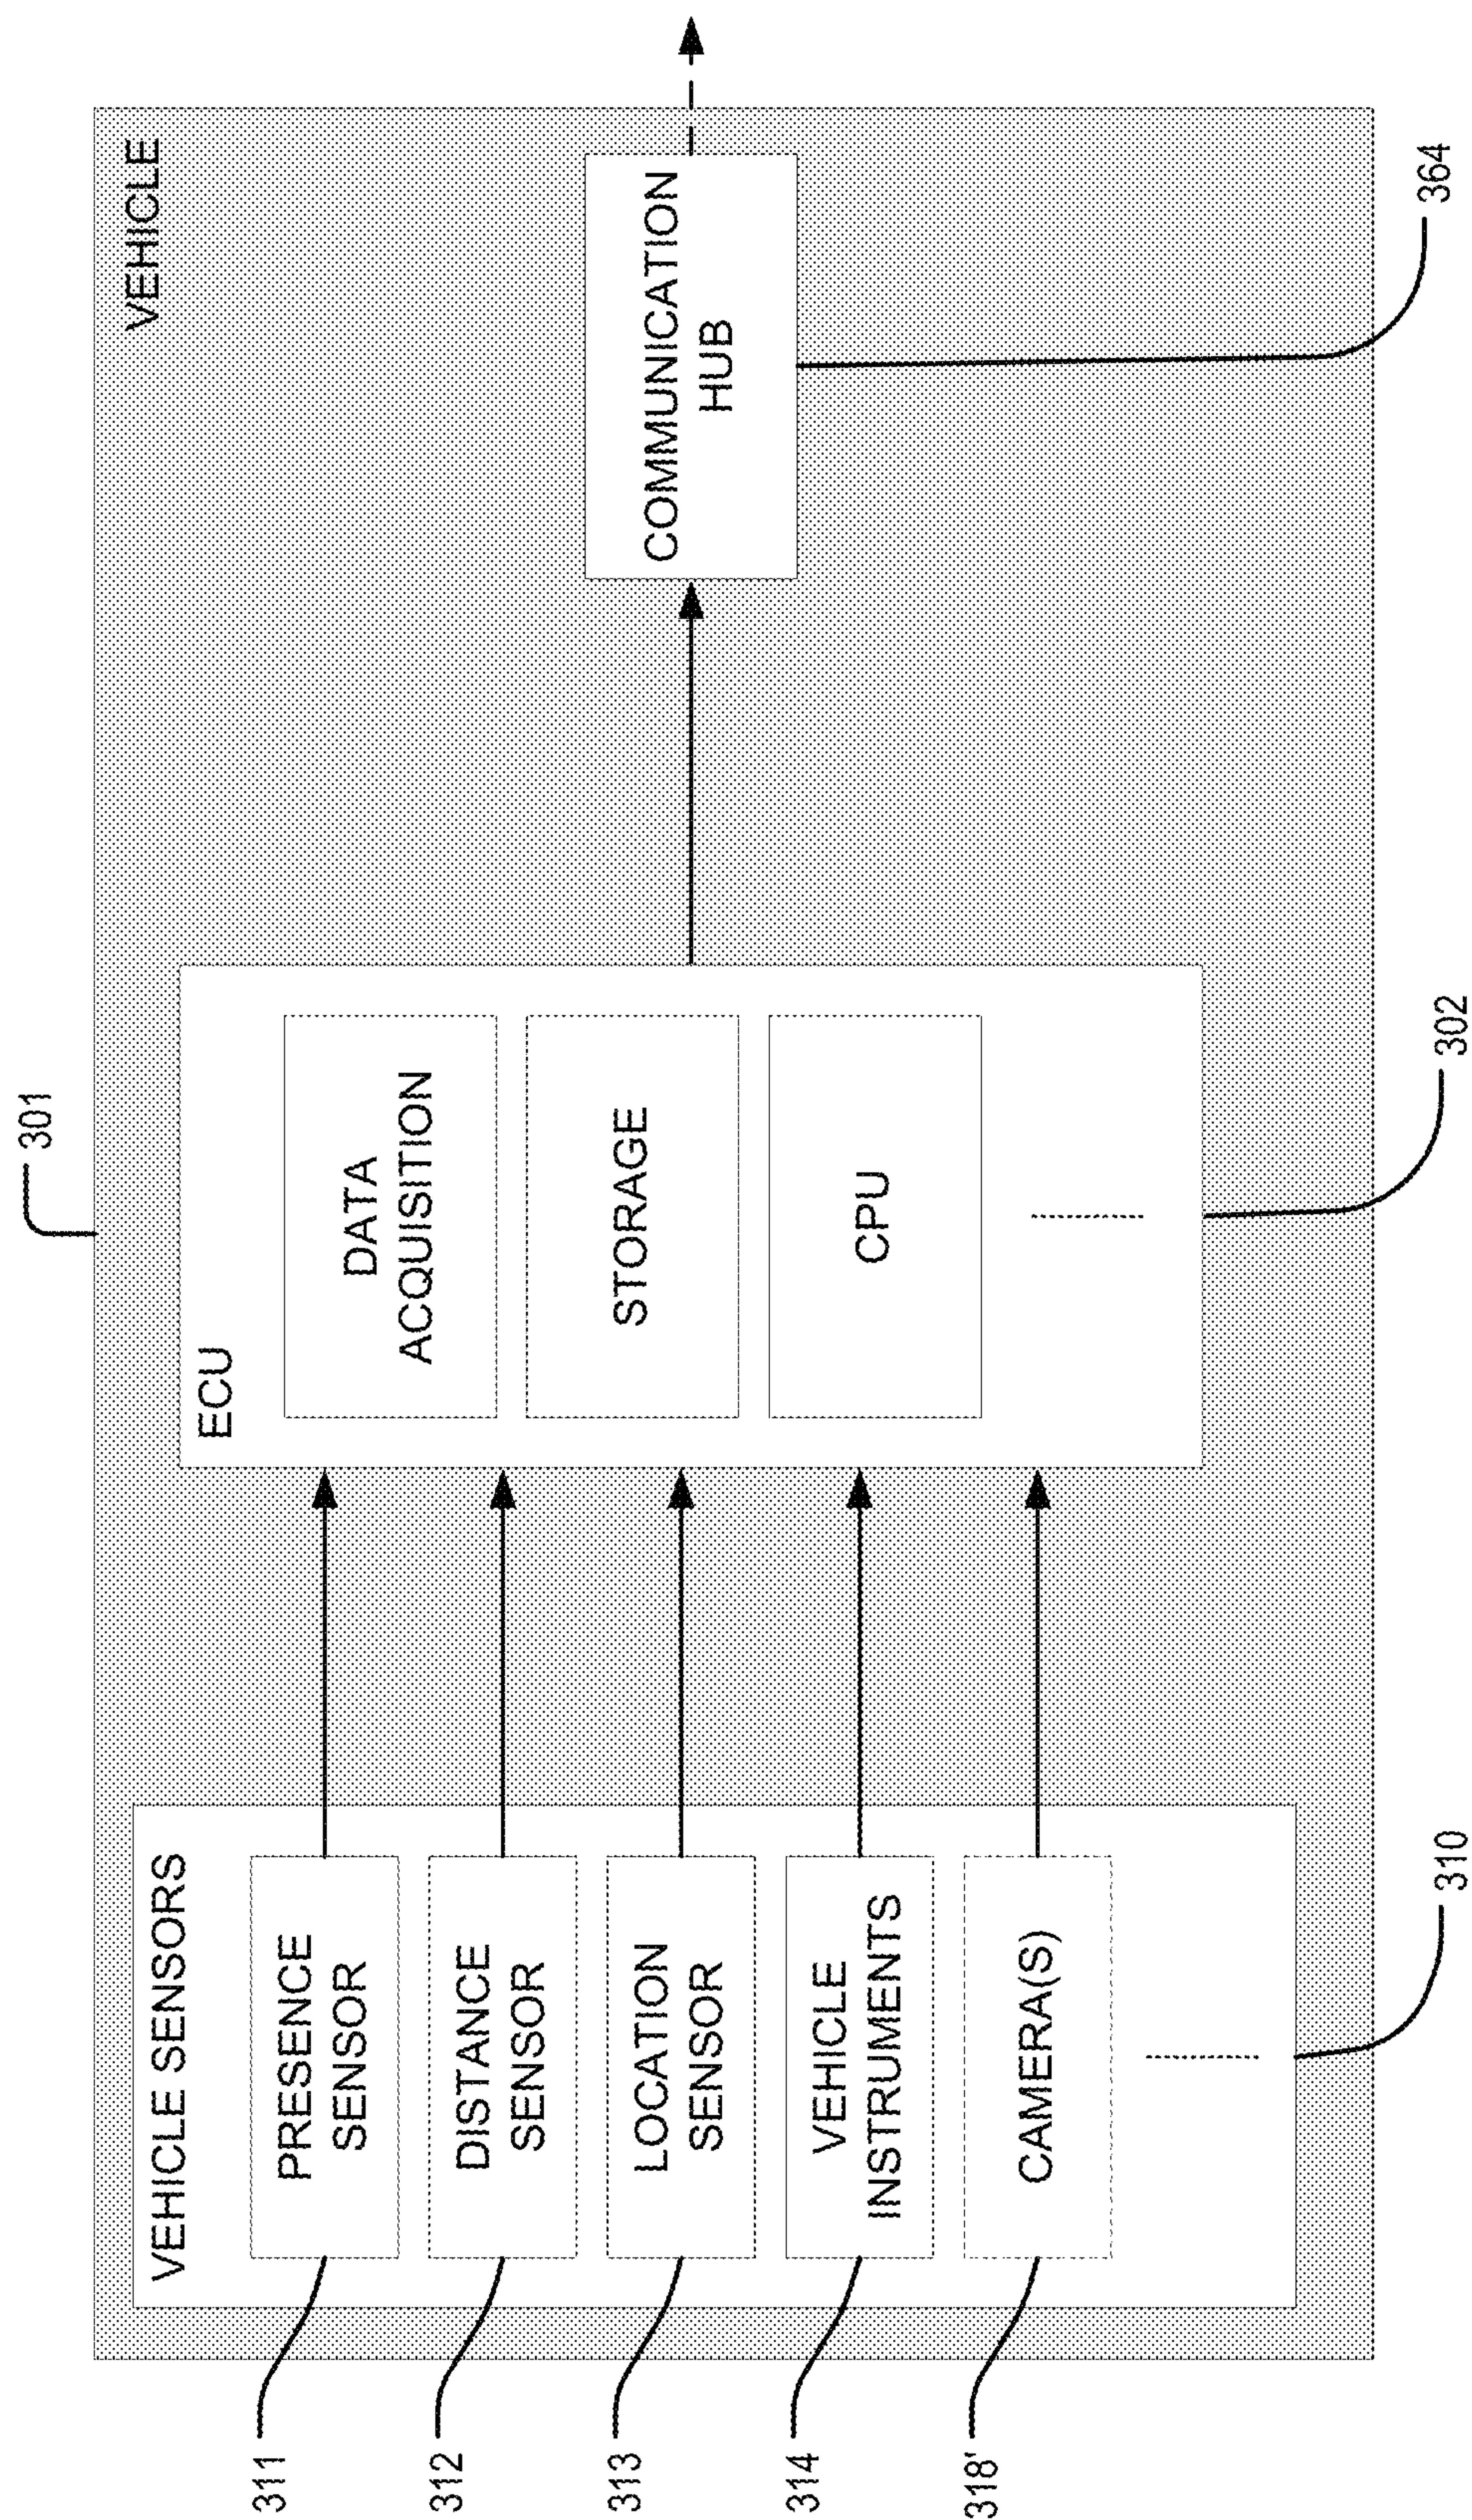 301
VEHICLE
VEHICLE SENSORS
PRESENCE
SENSOR
DISTANCE
SENSOR
LOCATION
SENSOR
VEHICLE
INSTRUMENTS
CAMERA(S)
311
312
313
314
318'
310
ECU
DATA
ACQUISITION
STORAGE
CPU
302
COMMUNICATION
HUB
364